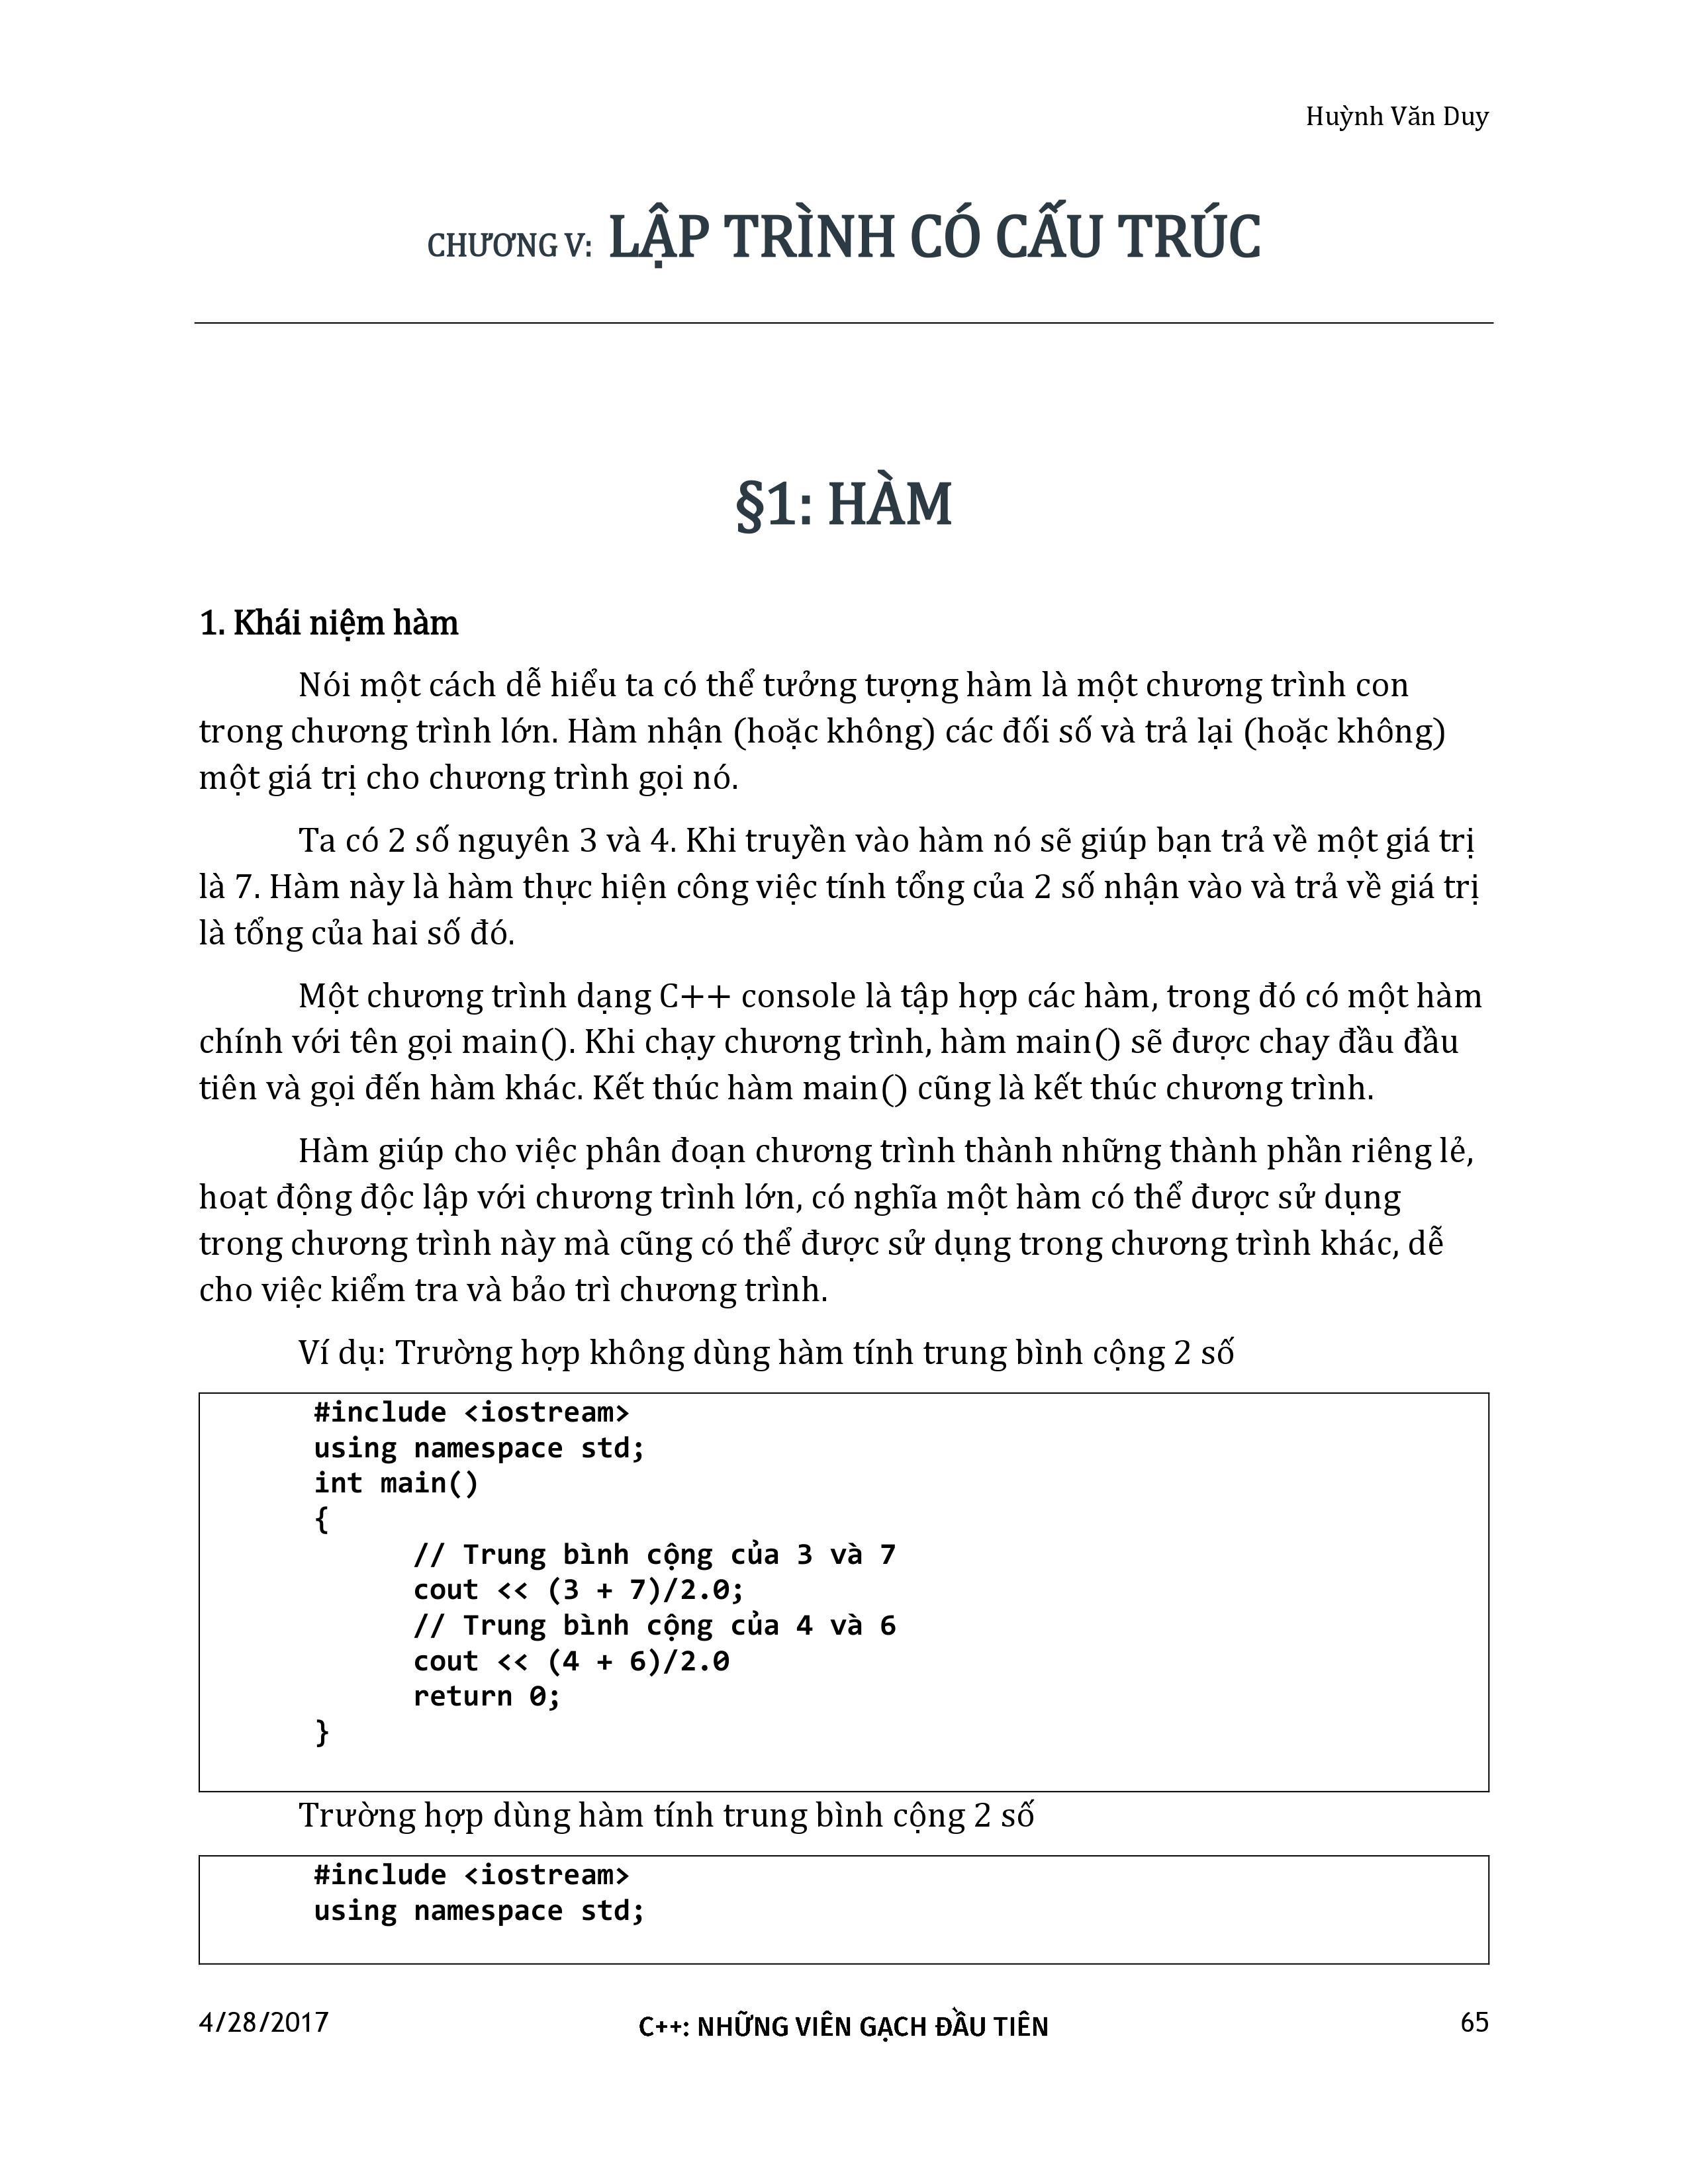 Huỳnh Văn Duy
CHƯƠNG V: LẬP TRÌNH CÓ CẤU TRÚC
§1: HÀM
1. Khái niệm hàm
Nói một cách dễ hiểu ta có thể tưởng tượng hàm là một chương trình con
trong chương trình lớn. Hàm nhận (hoặc không) các đối số và trả lại (hoặc không)
một giá trị cho chương trình gọi nó.
Ta có 2 số nguyên 3 và 4. Khi truyền vào hàm nó sẽ giúp bạn trả về một giá trị
là 7. Hàm này là hàm thực hiện công việc tính tổng của 2 số nhận vào và trả về giá trị
là tổng của hai số đó.
Một chương trình dạng C++ console là tập hợp các hàm, trong đó có một hàm
chính với tên gọi main(). Khi chạy chương trình, hàm main() sẽ được chay đầu đầu
tiên và gọi đến hàm khác. Kết thúc hàm main() cũng là kết thúc chương trình.
Hàm giúp cho việc phân đoạn chương trình thành những thành phần riêng lẻ,
hoạt động độc lập với chương trình lớn, có nghĩa một hàm có thể được sử dụng
trong chương trình này mà cũng có thể được sử dụng trong chương trình khác, dễ
cho việc kiểm tra và bảo trì chương trình.
Ví dụ: Trường hợp không dùng hàm tính trung bình cộng 2 số
#include <iostream>
using namespace std;
int main()
{
// Trung bình cộng của 3 và 7
cout << (3 + 7)/2.0;
// Trung bình cộng của 4 và 6
cout << (4 + 6)/2.0
return 0;
}
Trường hợp dùng hàm tính trung bình cộng 2 số
#include <iostream>
using namespace std;
4/28/2017 C++: NHỮNG VIÊN GẠCH ĐẦU TIÊN 65